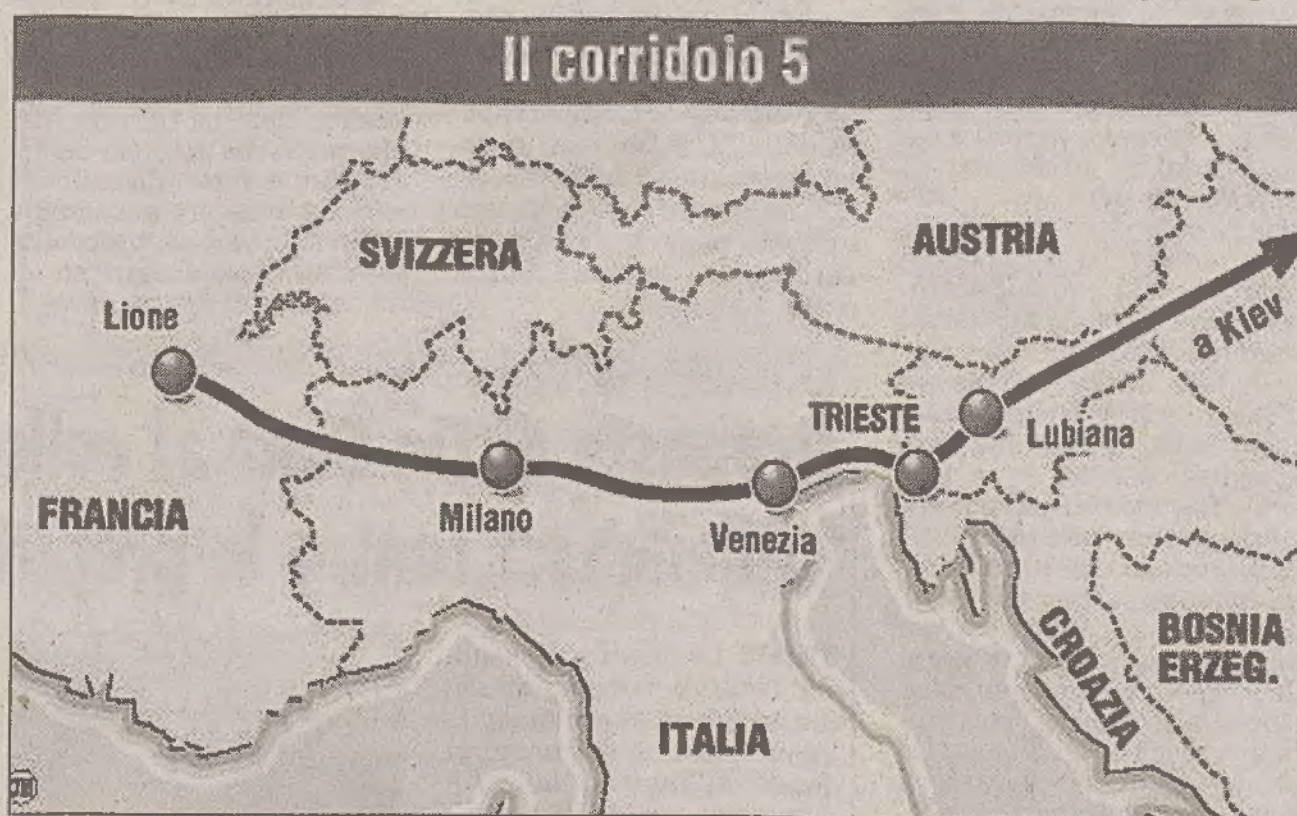 Il corridoio 5
SVIZZERA
AUSTRIA
Lione
a Kiev
TRIESTE
Lubiana
FRANCIA
Milano
Venezia
CROAZIA
BOSNIA
ERZEG.
ITALIA